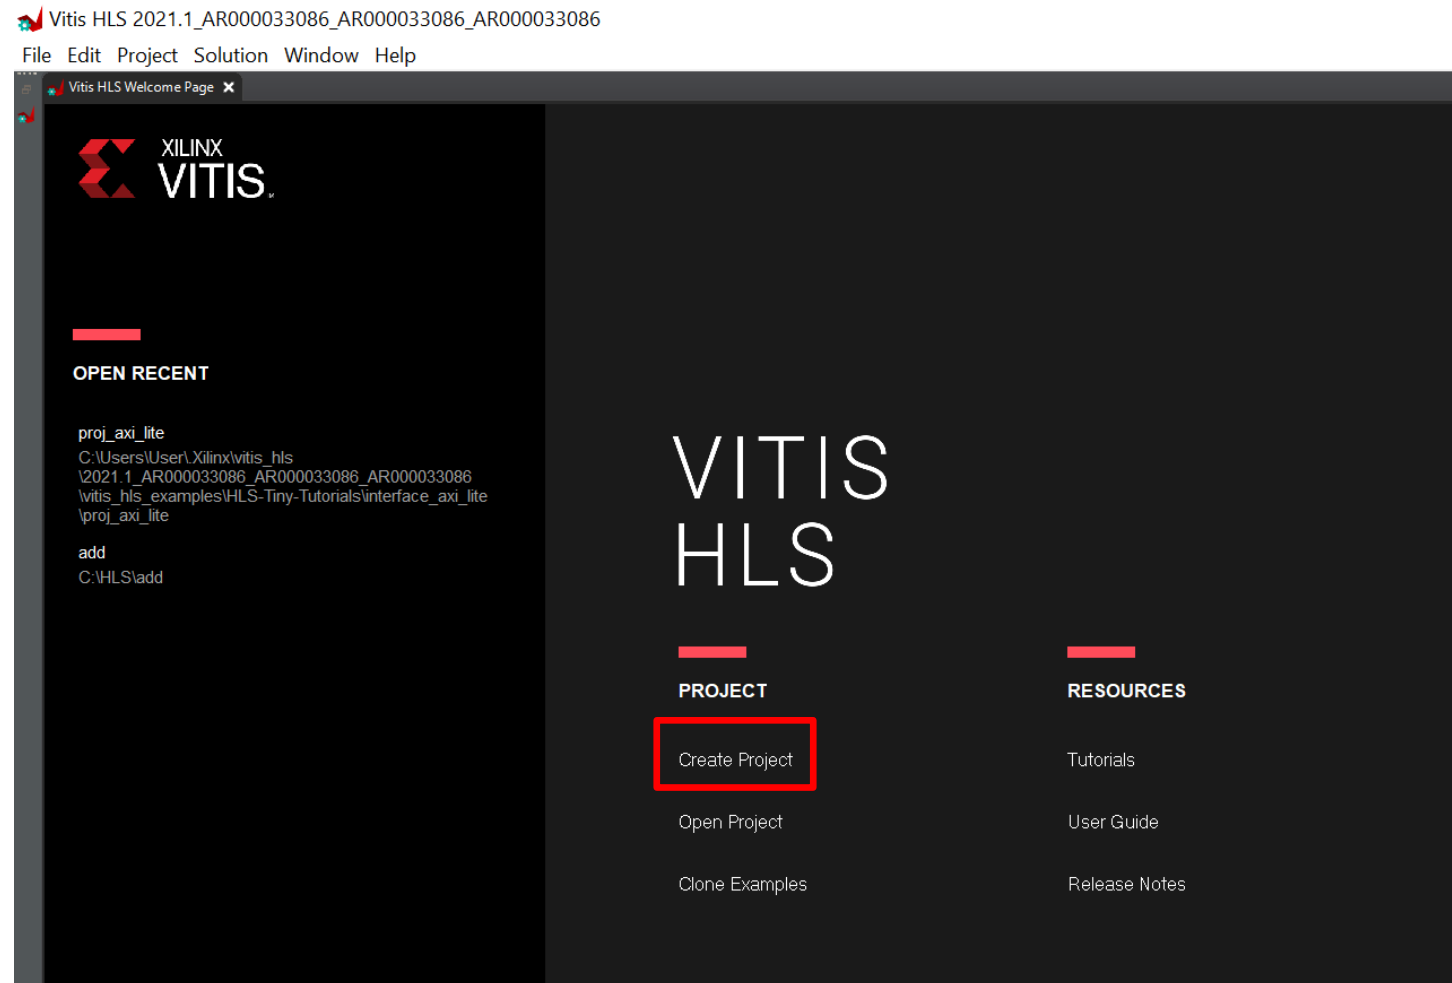 Vitis HLS 2021.1_AR000033086_AR000033086_AR000033086
File Edit Project Solution Window Help
Vitis HLS Welcome Page
XILINX
VITIS
OPEN RECENT
proj_axi_lite
C:\Users\User\.Xilinx\vitis_hls
\2021.1_AR000033086_AR000033086_AR000033086
\vitis_hls_examples\HLS-Tiny-Tutorials\interface_axi_lite
\proj_axi_lite
add
C:\HLS\add
VITIS
HLS
PROJECT
Create Project
Open Project
Clone Examples
RESOURCES
Tutorials
User Guide
Release Notes